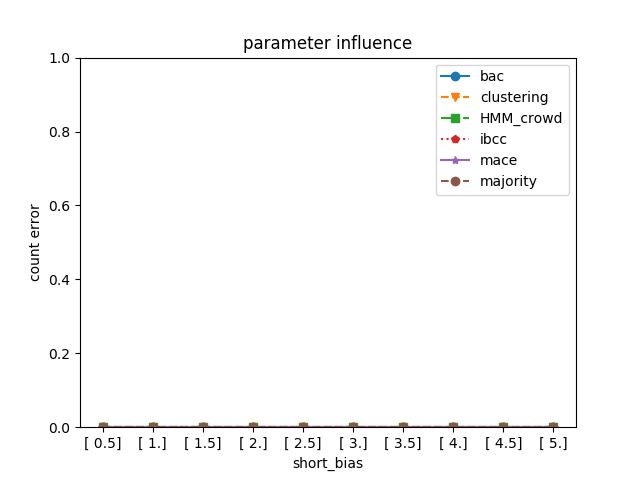 parameter influence
1.0
0.8
0.6
0.4
0.2
0.0
count error
bac
clustering
HMM_crowd
ibcc
mace
majority
[ 0.5] [ 1.] [ 1.5] [ 2.] [ 2.5] [ 3.] [ 3.5] [ 4.] [ 4.5] [ 5.]
short_bias